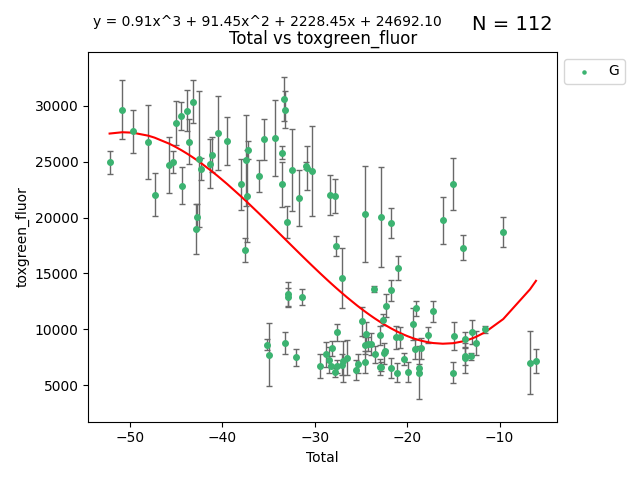 y = 0.91x^3 + 91.45x^2 + 2228.45x + 24692.10
N = 112
Total vs toxgreen_fluor
G
30000
25000
20000
15000
10000
5000
toxgreen_fluor
−50
−40
−30
−20
−10
Total